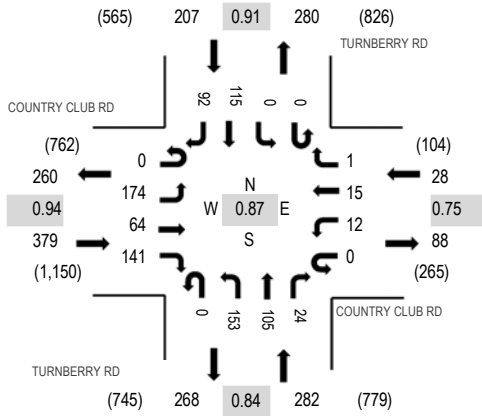 (565) 207 0.91 280 (826)
TURNBERRY RD
92 115 0 0
COUNTRY CLUB RD
(762) (104)
260 0 1 28
0.94 174 N 15 0.75
W 0.87 E
379 64 S 12 88
(1,150) 141 0 (265)
0 153 105 24
COUNTRY CLUB RD
TURNBERRY RD
(745) 268 0.84 282 (779)